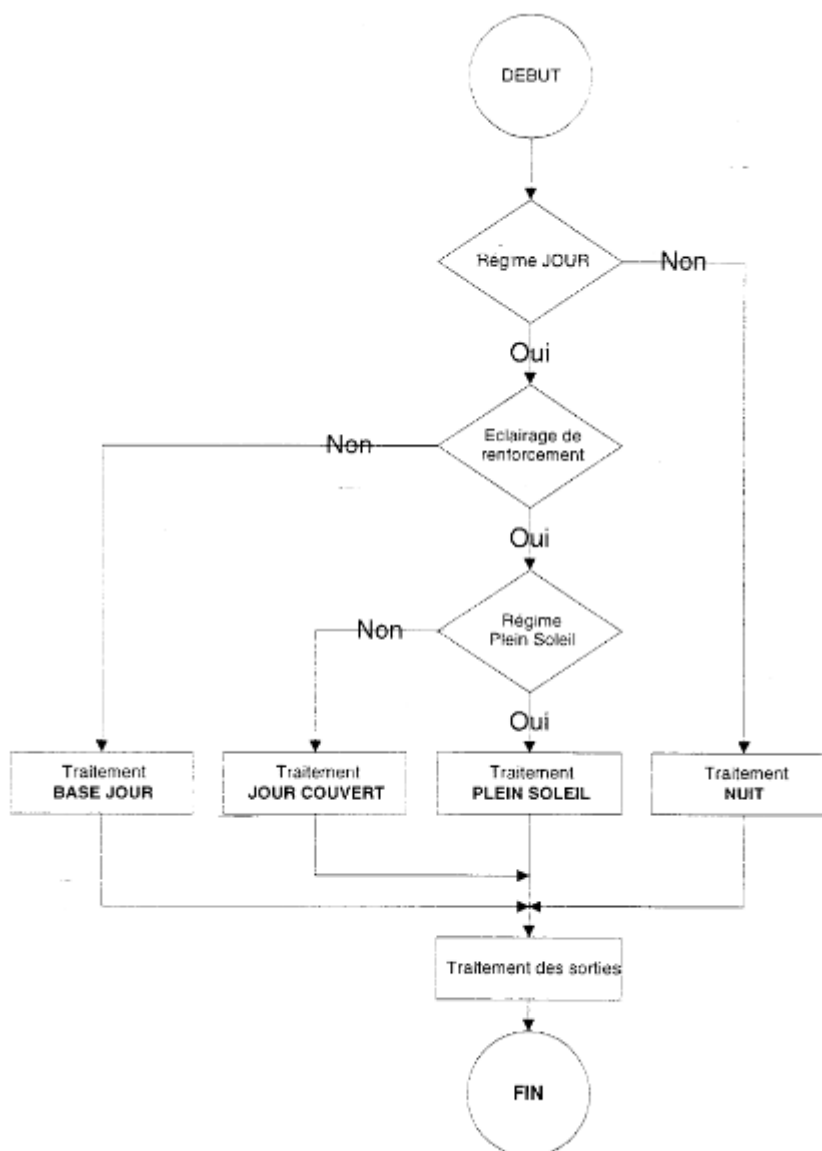 DEBUT
Régime JOUR
Non
Oui
Eclairage de
renforcement
Non
Oui
Régime
Plein Soleil
Non
Oui
Traitement
BASE JOUR
Traitement
JOUR COUVERT
Traitement
PLEIN SOLEIL
Traitement
NUIT
Traitement des sorties
FIN